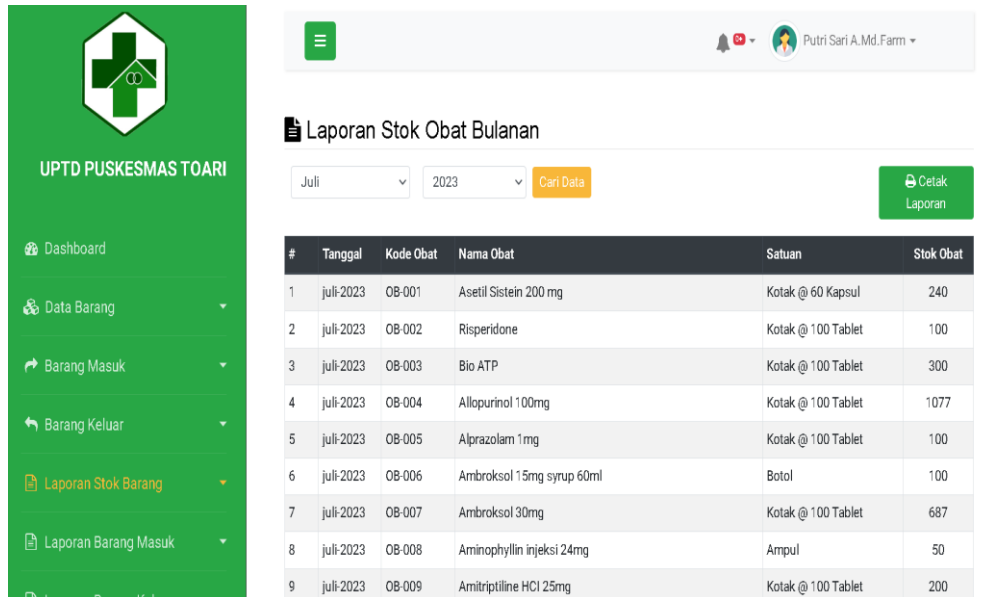 Putri Sari A.Md.Farm
UPTD PUSKESMAS TOARI
Dashboard
Data Barang
Barang Masuk
Barang Keluar
Laporan Stok Barang
Laporan Barang Masuk
Laporan Stok Obat Bulanan
Juli 2023 Cari Data
Cetak
Laporan
# Tanggal Kode Obat Nama Obat Satuan Stok Obat
1 juli-2023 OB-001 Asetil Sistein 200 mg Kotak @ 60 Kapsul 240
2 juli-2023 OB-002 Risperidone Kotak @ 100 Tablet 100
3 juli-2023 OB-003 Bio ATP Kotak @ 100 Tablet 300
4 juli-2023 OB-004 Allopurinol 100mg Kotak @ 100 Tablet 1077
5 juli-2023 OB-005 Alprazolam 1mg Kotak @ 100 Tablet 100
6 juli-2023 OB-006 Ambroksol 15mg syrup 60ml Botol 100
7 juli-2023 OB-007 Ambroksol 30mg Kotak @ 100 Tablet 687
8 juli-2023 OB-008 Aminophyllin injeksi 24mg Ampul 50
9 juli-2023 OB-009 Amitriptiline HCl 25mg Kotak @ 100 Tablet 200